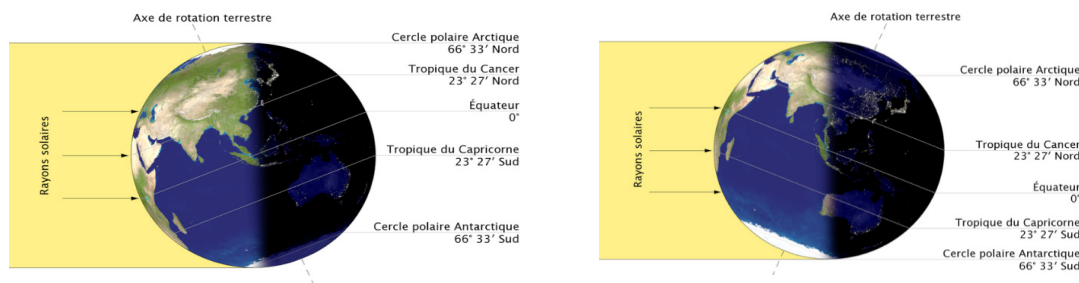 Axe de rotation terrestre
Cercle polaire Arctique
66° 33′ Nord
Tropique du Cancer
23° 27′ Nord
Équateur
0°
Tropique du Capricorne
23° 27′ Sud
Cercle polaire Antarctique
66° 33′ Sud
Rayons solaires
Axe de rotation terrestre
Cercle polaire Arctique
66° 33′ Nord
Tropique du Cancer
23° 27′ Nord
Équateur
0°
Tropique du Capricorne
23° 27′ Sud
Cercle polaire Antarctique
66° 33′ Sud
Rayons solaires